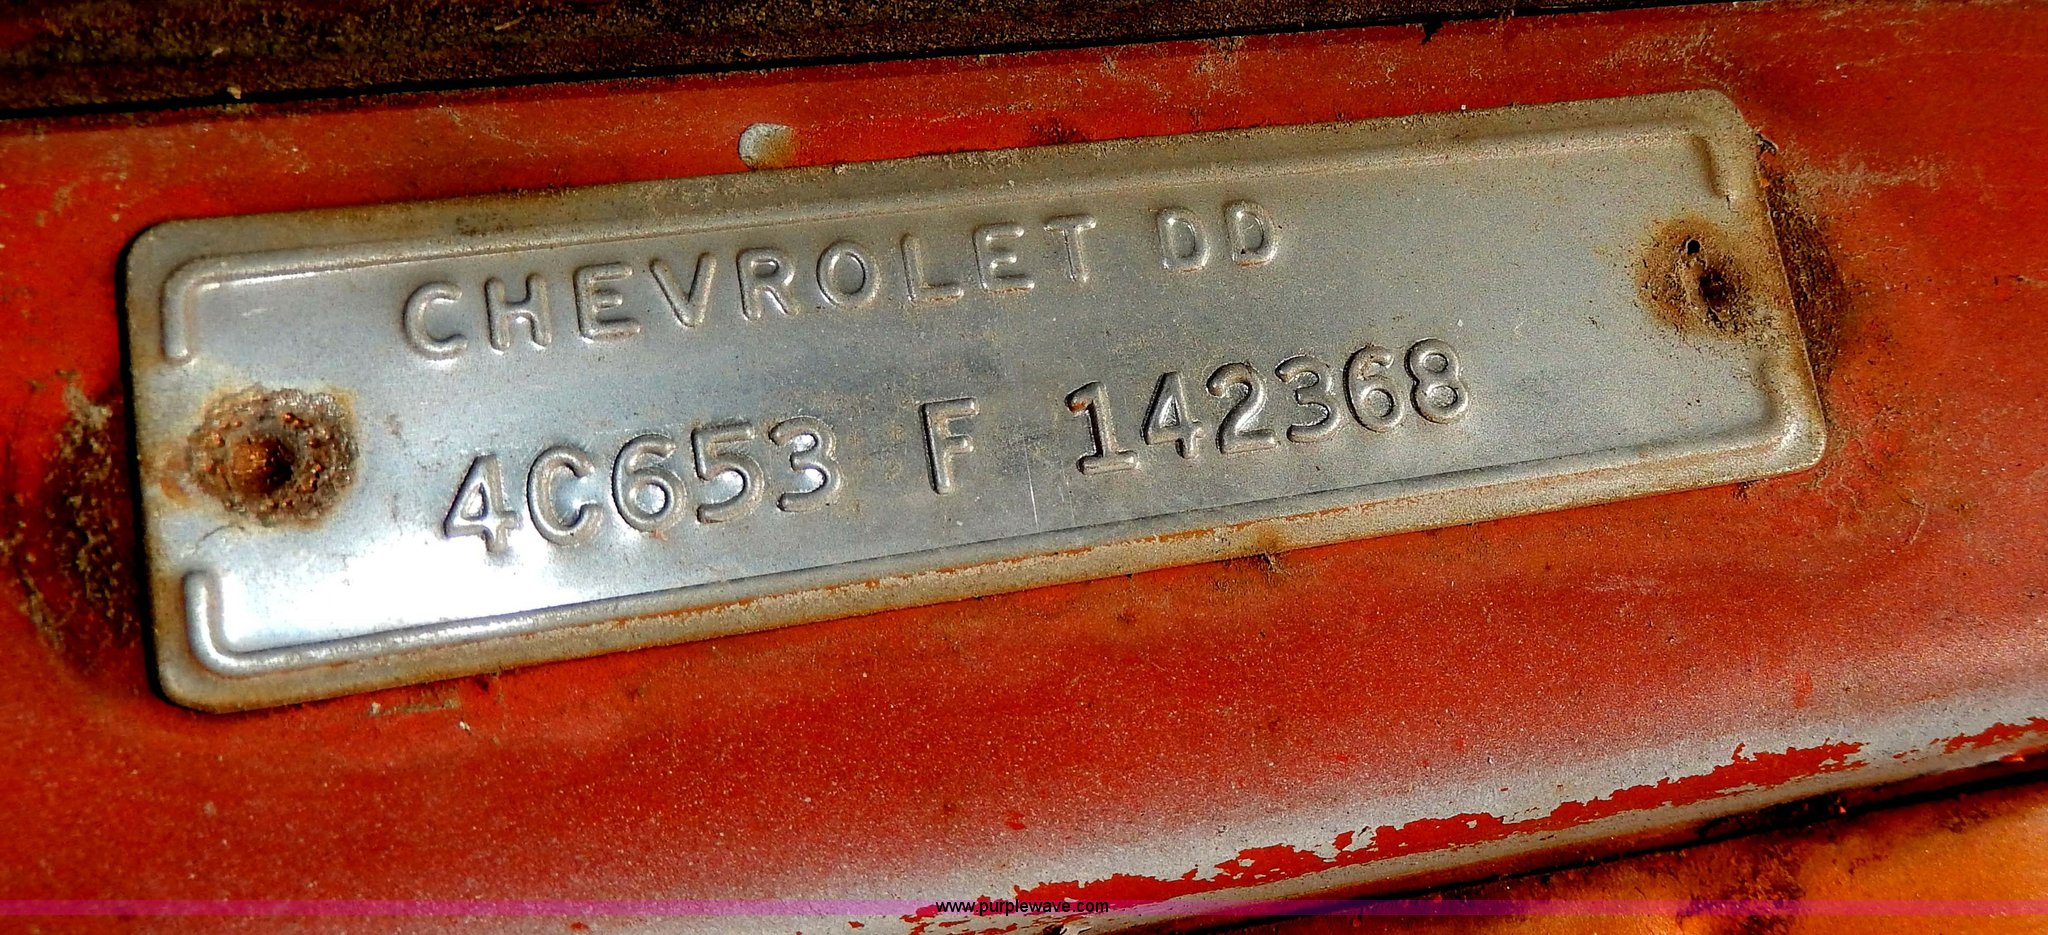 CHEVROLET DD
4C653 F 142368
www.purplewave.com